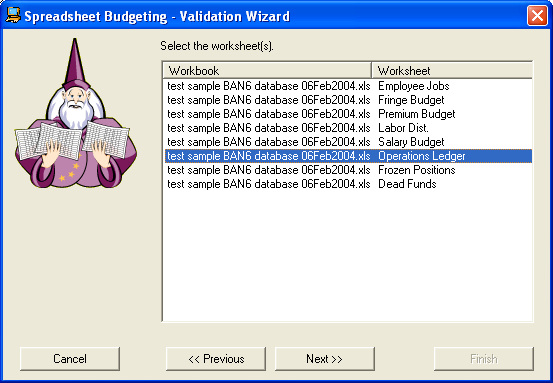 Spreadsheet Budgeting - Validation Wizard
Select the worksheet(s).
Workbook Worksheet
test sample BAN6 database 06Feb2004.xls Employee Jobs
test sample BAN6 database 06Feb2004.xls Fringe Budget
test sample BAN6 database 06Feb2004.xls Premium Budget
test sample BAN6 database 06Feb2004.xls Labor Dist.
test sample BAN6 database 06Feb2004.xls Salary Budget
test sample BAN6 database 06Feb2004.xls Operations Ledger
test sample BAN6 database 06Feb2004.xls Frozen Positions
test sample BAN6 database 06Feb2004.xls Dead Funds
Cancel << Previous Next >> Finish